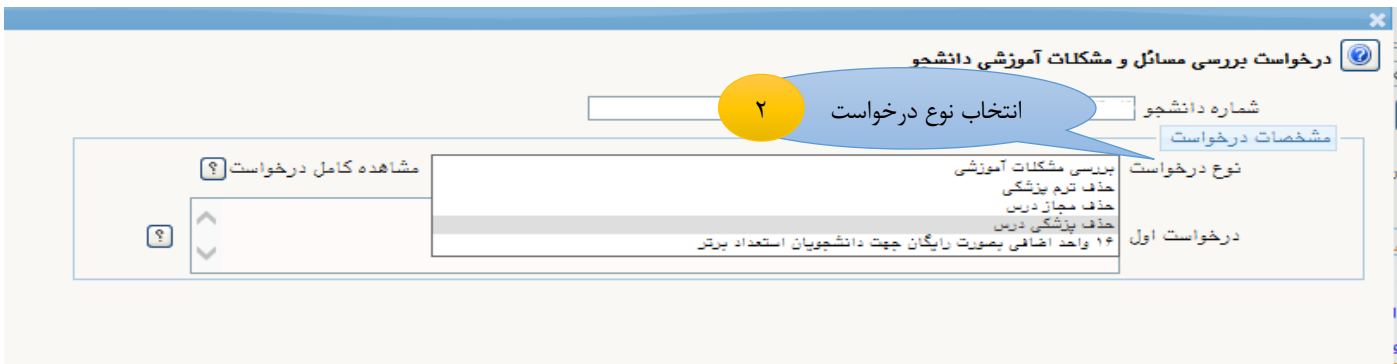 درخواست بررسی مسائل و مشکلات آموزشی دانشجو
شماره دانشجو
انتخاب نوع درخواست
۲
مشخصات درخواست
نوع درخواست
بررسی مشکلات آموزشی
حذف ترم پزشکی
حذف مجاز درس
حذف پزشکی درس
۱۶ واحد اضافی بصورت رایگان جهت دانشجویان استعداد برتر
مشاهده کامل درخواست ؟
درخواست اول
؟